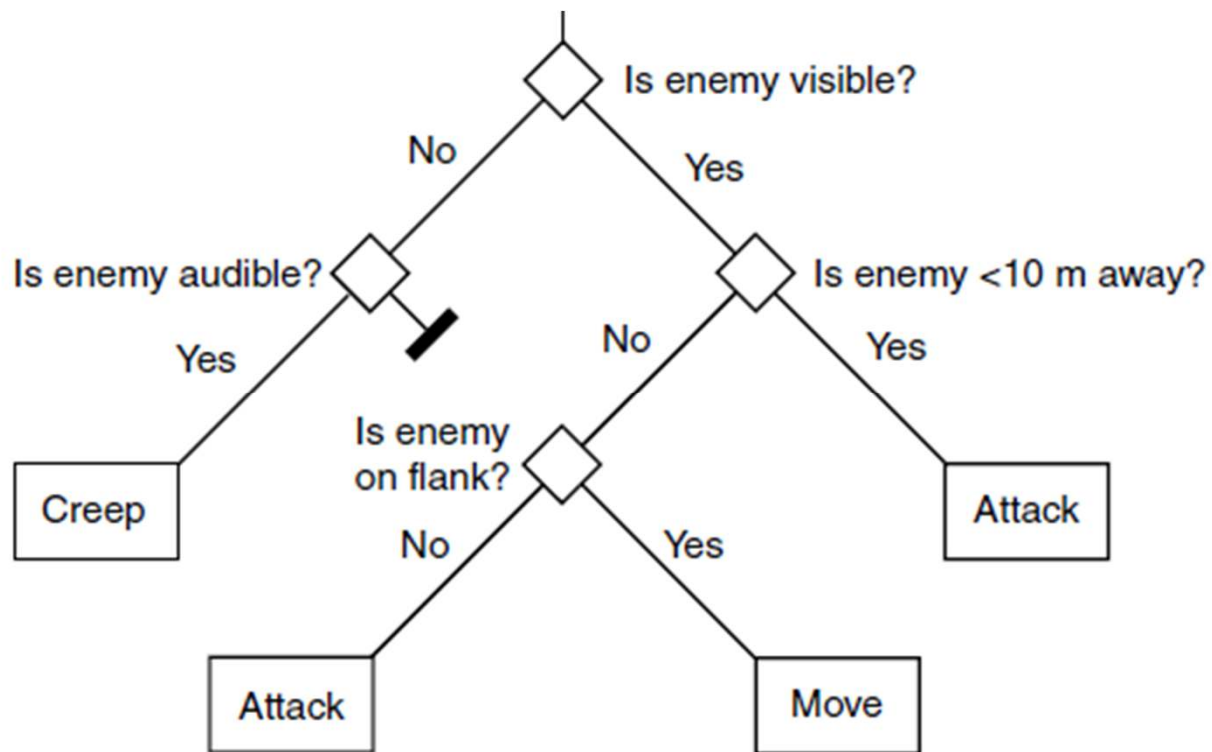 Is enemy visible?
No
Yes
Is enemy audible?
Is enemy <10 m away?
Yes
No
Yes
Is enemy
on flank?
Creep
Attack
No
Yes
Attack
Move